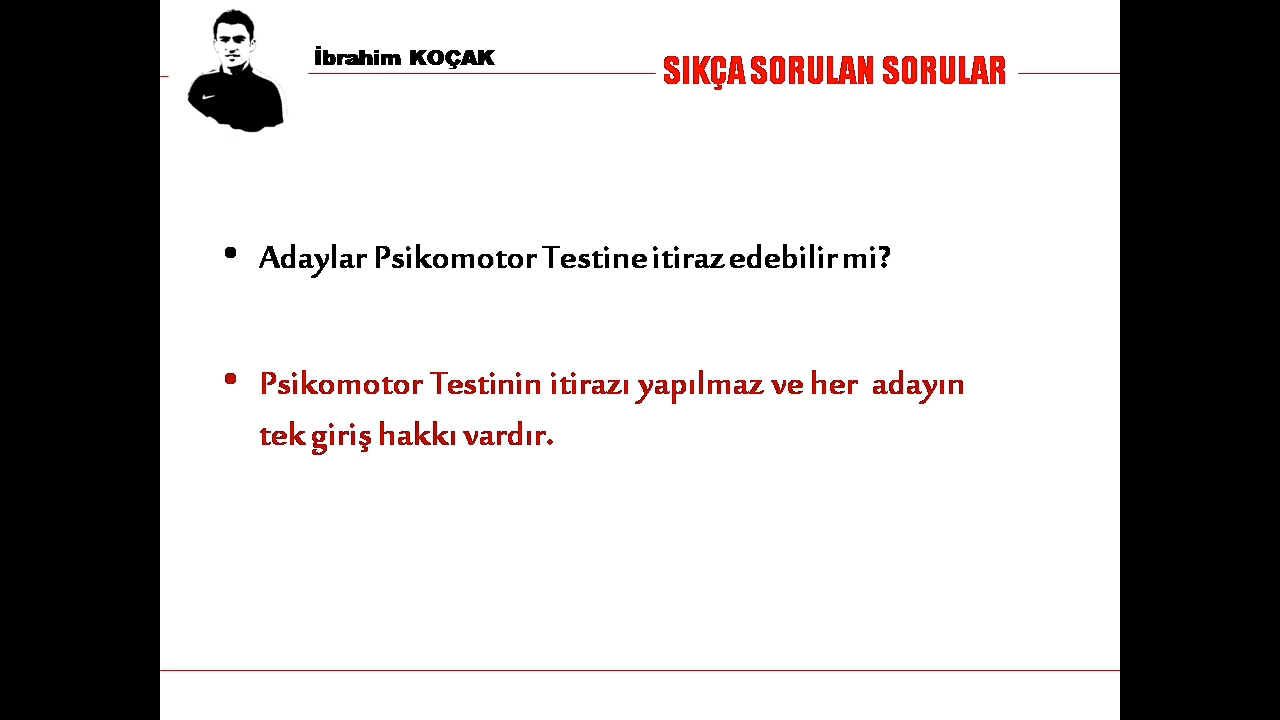 İbrahim KOÇAK
SIKÇA SORULAN SORULAR
• Adaylar Psikomotor Testine itiraz edebilir mi?
• Psikomotor Testinin itirazı yapılmaz ve her adayın
tek giriş hakkı vardır.